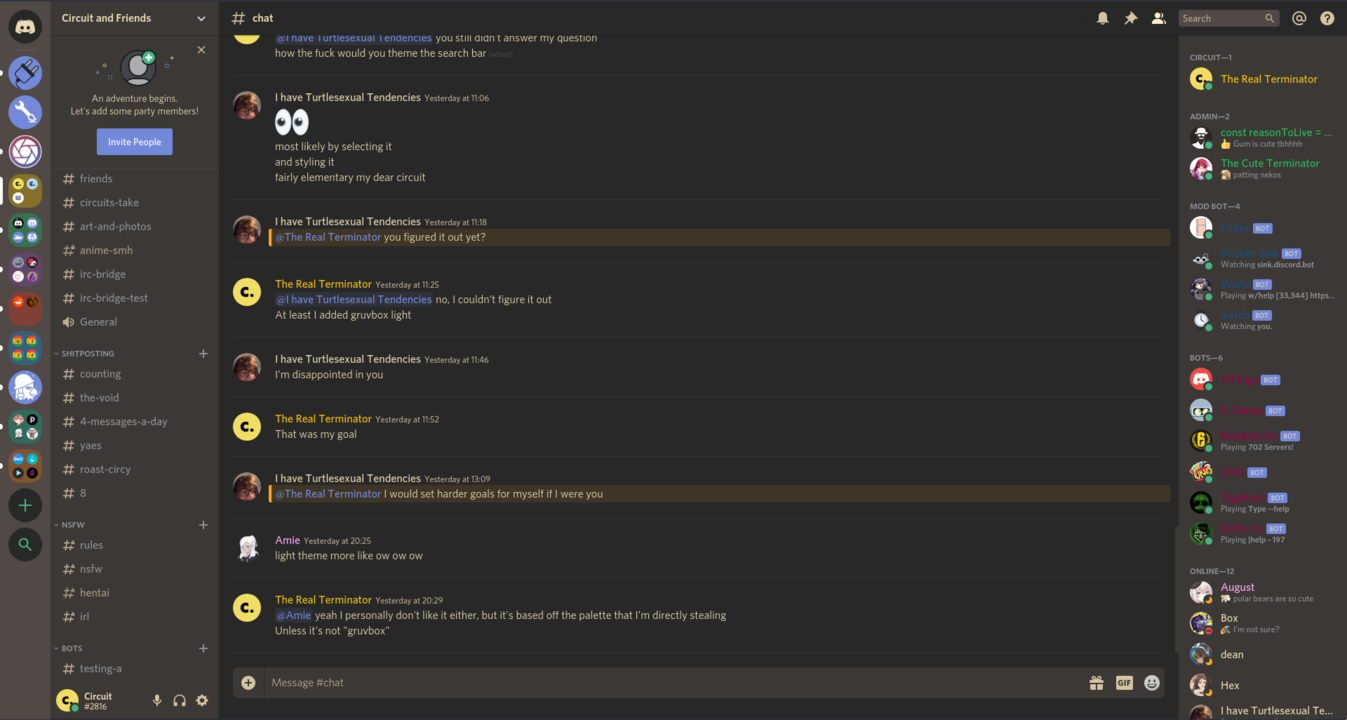 Circuit and Friends
An adventure begins.
Let's add some party members!
Invite People
friends
circuits-take
art-and-photos
anime-smh
irc-bridge
irc-bridge-test
General
SHITPOSTING
counting
the-void
4-messages-a-day
yaes
roast-circy
8
NSFW
rules
nsfw
hentai
irl
BOTS
testing-a
Circuit
#2816
chat
Search
@I have Turtlesexual Tendencies you still didn't answer my question
how the fuck would you theme the search bar (edited)
I have Turtlesexual Tendencies Yesterday at 11:06
most likely by selecting it
and styling it
fairly elementary my dear circuit
I have Turtlesexual Tendencies Yesterday at 11:18
@The Real Terminator you figured it out yet?
The Real Terminator Yesterday at 11:25
@I have Turtlesexual Tendencies no, I couldn't figure it out
At least I added gruvbox light
I have Turtlesexual Tendencies Yesterday at 11:46
I'm disappointed in you
The Real Terminator Yesterday at 11:52
That was my goal
I have Turtlesexual Tendencies Yesterday at 13:09
@The Real Terminator I would set harder goals for myself if I were you
Amie Yesterday at 20:25
light theme more like ow ow ow
The Real Terminator Yesterday at 20:29
@Amie yeah I personally don't like it either, but it's based off the palette that I'm directly stealing
Unless it's not "gruvbox"
Message #chat
GIF
CIRCUIT—1
The Real Terminator
ADMIN—2
const reasonToLive = ...
Gum is cute tbhhhh
The Cute Terminator
patting nekos
MOD BOT—4
Fridge BOT
Kitchen Sink BOT
Watching sink.discord.bot
BOT
Playing w/help [33,344] https...
watch BOT
Watching you.
BOTS—6
BOT
BOT
BOT
Playing 702 Servers!
UNO BOT
BOT
Playing Type --help
BOT
Playing |help - 197
ONLINE—12
August
polar bears are so cute
Box
I'm not sure?
dean
Hex
I have Turtlesexual Te...